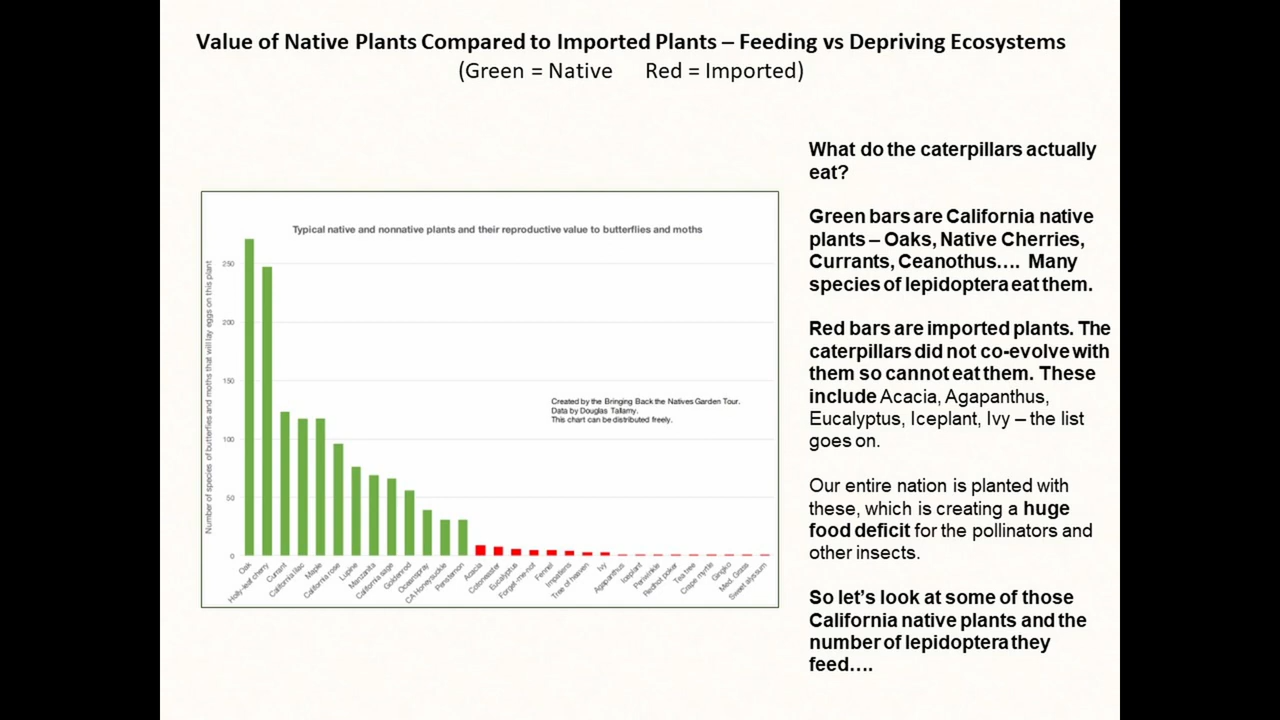 Value of Native Plants Compared to Imported Plants – Feeding vs Depriving Ecosystems
(Green = Native Red = Imported)
Typical native and nonnative plants and their reproductive value to butterflies and moths
Number of species of butterflies and moths that will lay eggs on this plant
250
200
150
100
50
0
Created by the Bringing Back the Natives Garden Tour.
Data by Douglas Tallamy.
This chart can be distributed freely.
Oak
Holly-leaf cherry
Currant
California lilac
Maple
California rose
Lupine
Manzanita
California sage
Goldenrod
Oceanspray
CA Honeysuckle
Penstemon
Acacia
Cotoneaster
Eucalyptus
Forget-me-not
Fennel
Impatiens
Tree of heaven
Ivy
Agapanthus
Iceplant
Periwinkle
Redhot poker
Tea tree
Crape myrtle
Gingko
Med. Grass
Sweet alyssum
What do the caterpillars actually
eat?
Green bars are California native
plants – Oaks, Native Cherries,
Currants, Ceanothus…. Many
species of lepidoptera eat them.
Red bars are imported plants. The
caterpillars did not co-evolve with
them so cannot eat them. These
include Acacia, Agapanthus,
Eucalyptus, Iceplant, Ivy – the list
goes on.
Our entire nation is planted with
these, which is creating a huge
food deficit for the pollinators and
other insects.
So let’s look at some of those
California native plants and the
number of lepidoptera they
feed….